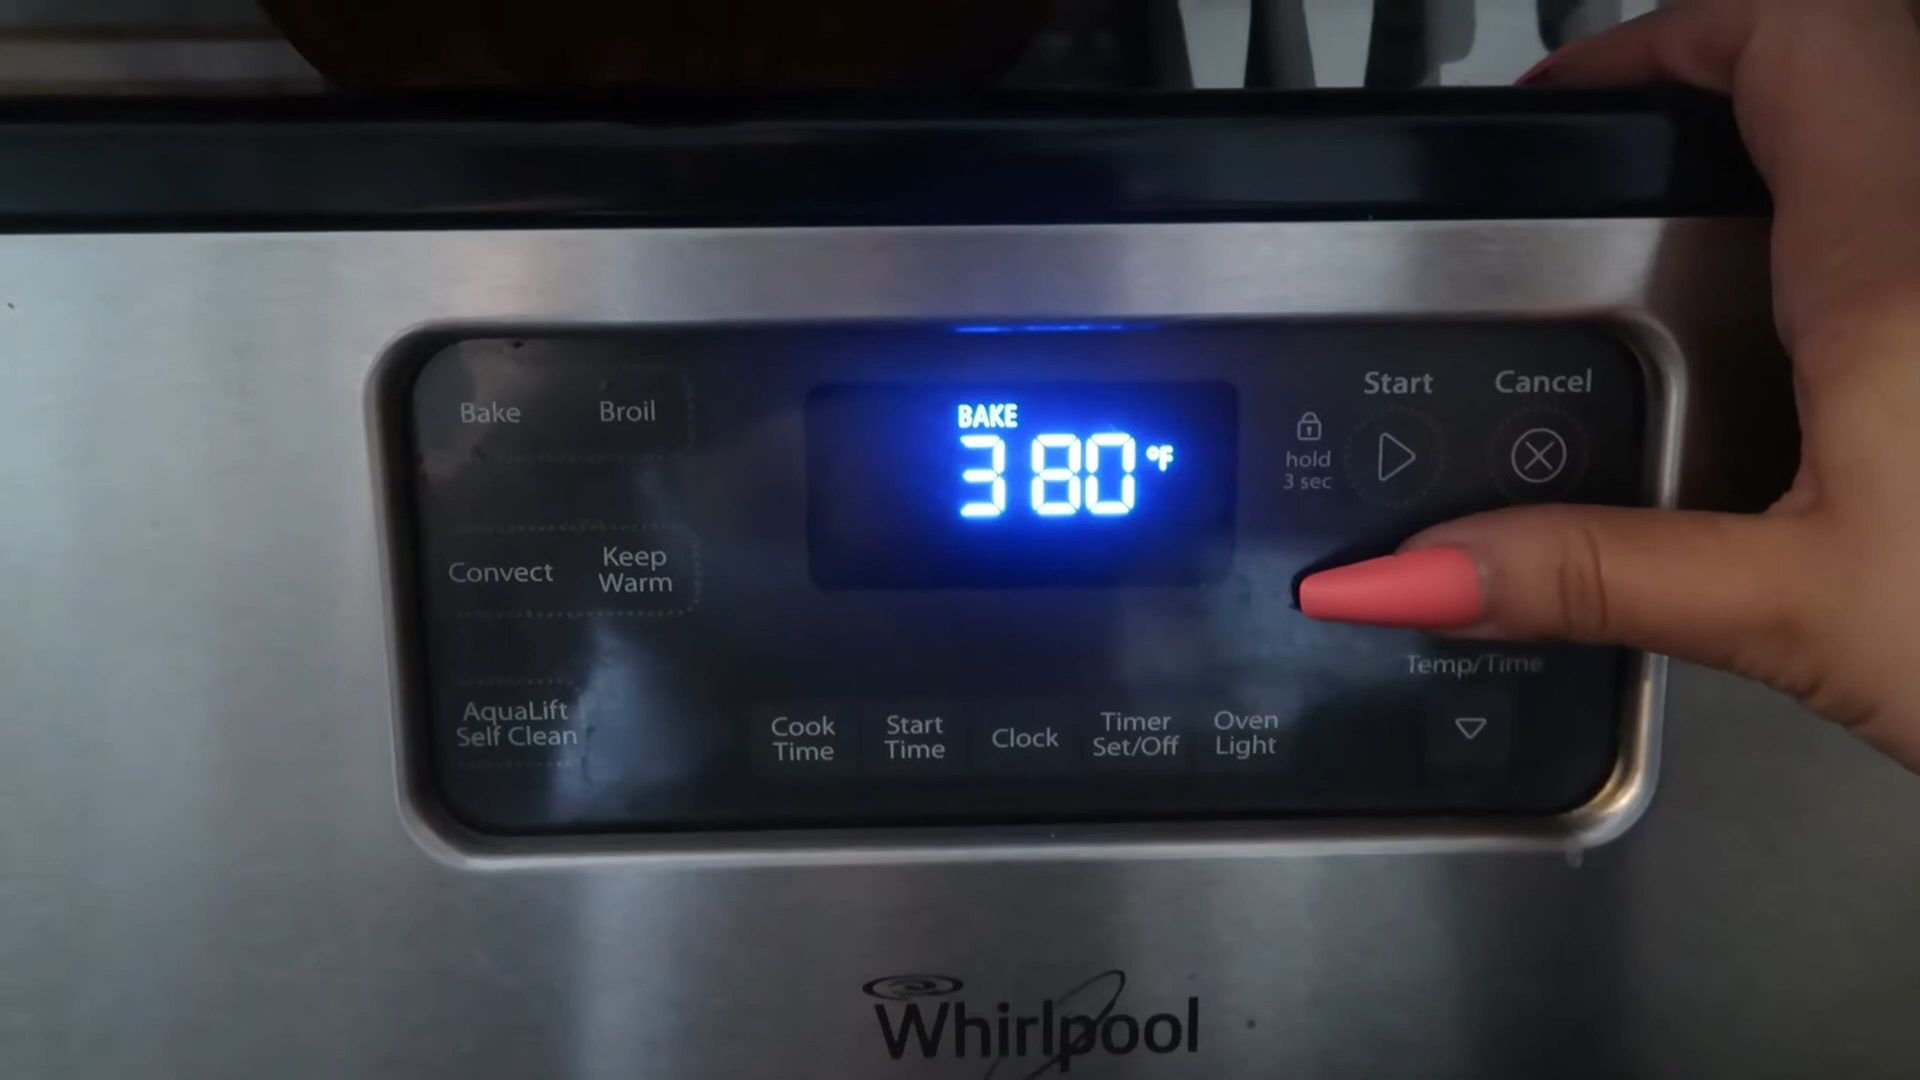 Bake
Broil
BAKE
380 °F
Start
Cancel
hold
3 sec
Convect
Keep
Warm
Temp/Time
AquaLift
Self Clean
Cook
Time
Start
Time
Clock
Timer
Set/Off
Oven
Light
Whirlpool